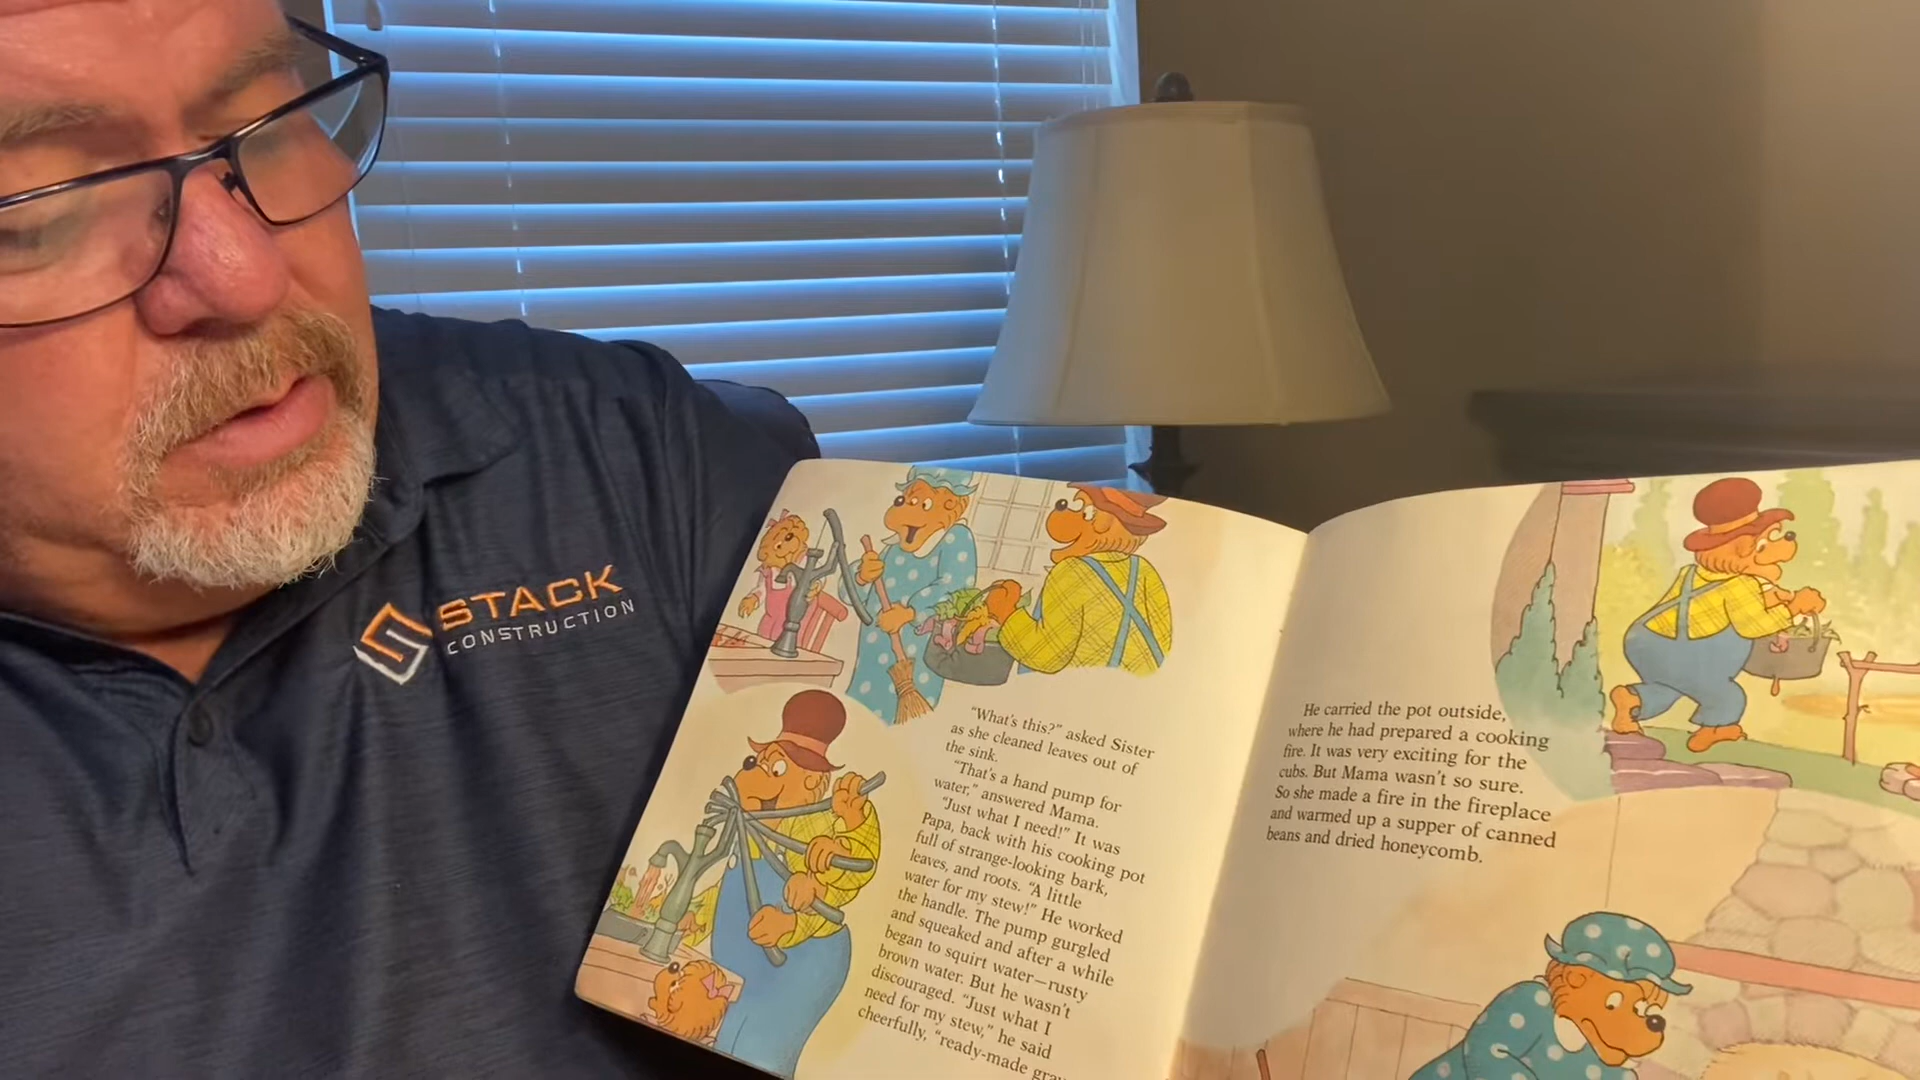 STACK
CONSTRUCTION
"What's this?" asked Sister
as she cleaned leaves out of
the sink.
"That's a hand pump for
water," answered Mama.
"Just what I need!" It was
Papa, back with his cooking pot
full of strange-looking bark,
leaves, and roots. "A little
water for my stew!" He worked
the handle. The pump gurgled
and squeaked and after a while
began to squirt water—rusty
brown water. But he wasn't
discouraged. "Just what I
need for my stew," he said
cheerfully, "ready-made
He carried the pot outside,
where he had prepared a cooking
fire. It was very exciting for the
cubs. But Mama wasn't so sure.
So she made a fire in the fireplace
and warmed up a supper of canned
beans and dried honeycomb.